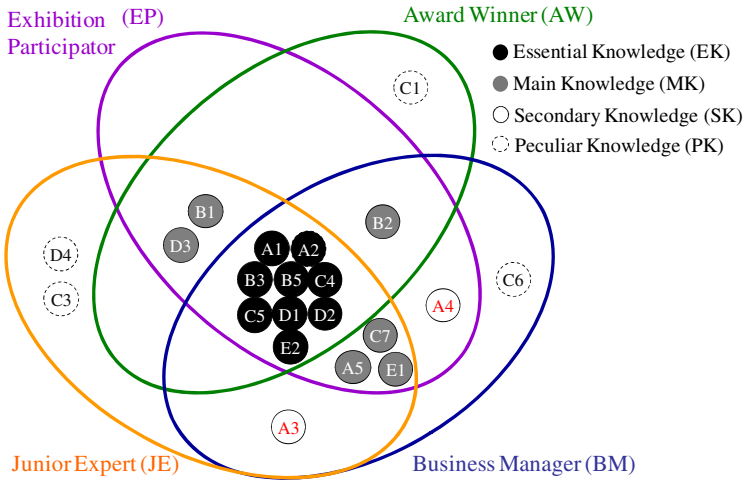 Exhibition (EP)
Participator
Award Winner (AW)
Essential Knowledge (EK)
Main Knowledge (MK)
Secondary Knowledge (SK)
Peculiar Knowledge (PK)
C1
B1
B2
D3
D4
C3
A1 A2
B3 B5 C4
C5 D1 D2
E2
C6
A4
C7
A5 E1
A3
Junior Expert (JE)
Business Manager (BM)